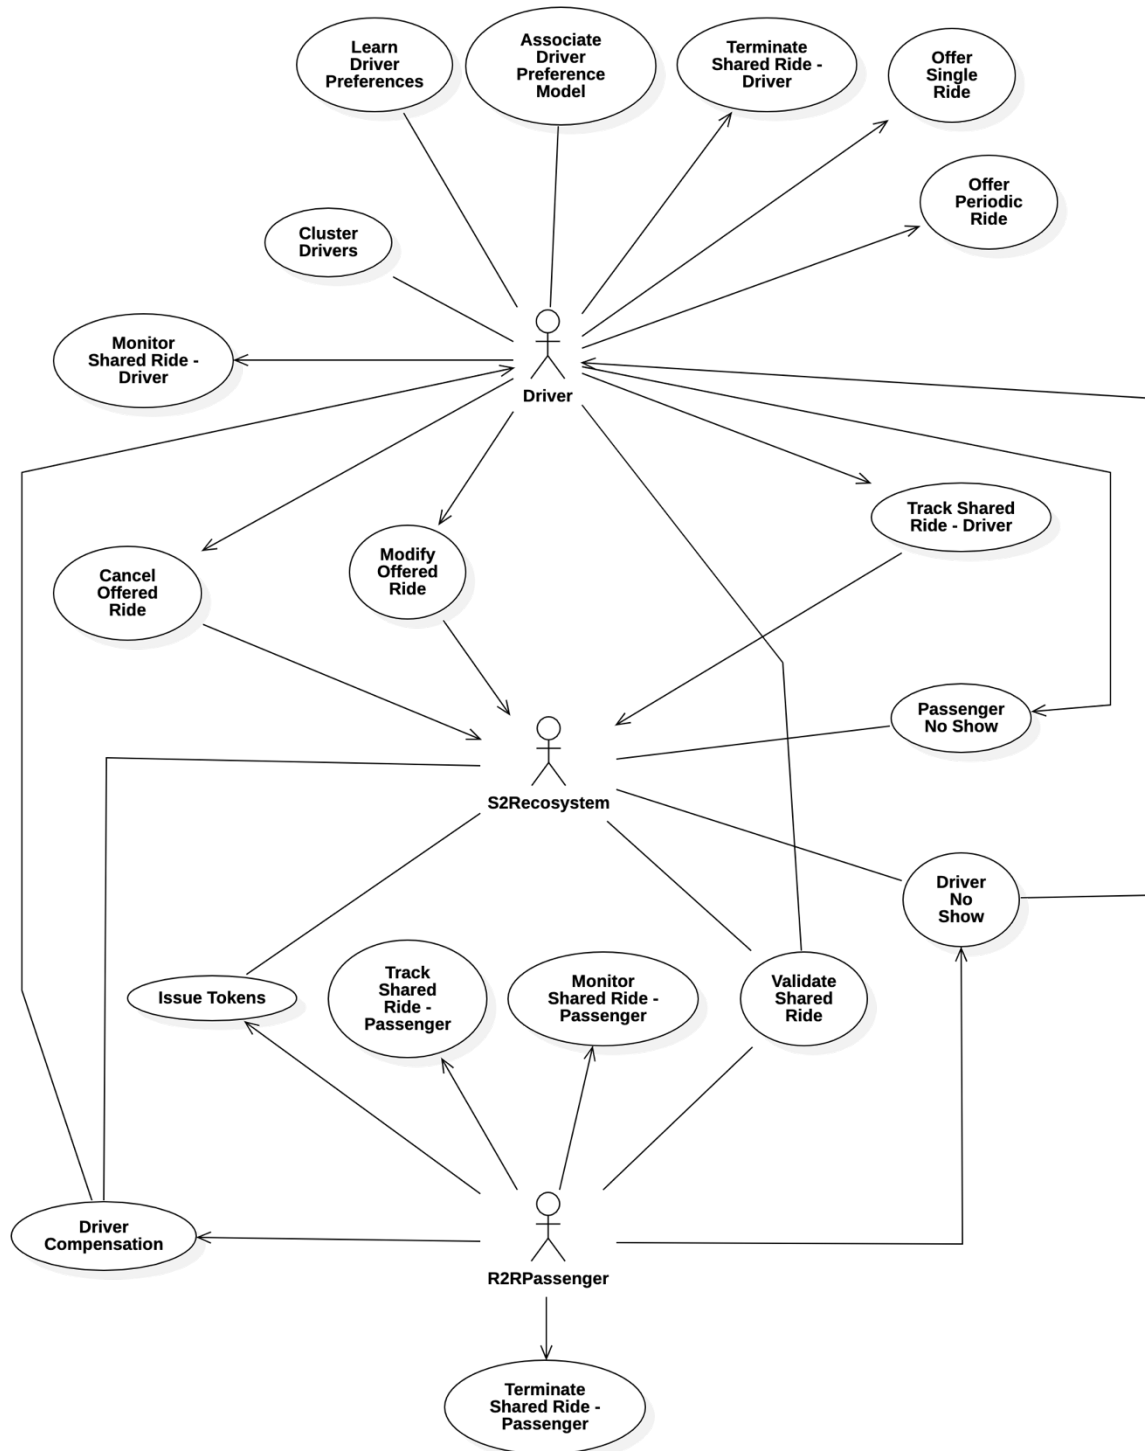 Learn
Driver
Preferences
Associate
Driver
Preference
Model
Terminate
Shared Ride -
Driver
Offer
Single
Ride
Offer
Periodic
Ride
Cluster
Drivers
Monitor
Shared Ride -
Driver
Driver
Track Shared
Ride - Driver
Cancel
Offered
Ride
Modify
Offered
Ride
Passenger
No Show
S2Recosystem
Driver
No
Show
Issue Tokens
Track
Shared
Ride -
Passenger
Monitor
Shared Ride -
Passenger
Validate
Shared
Ride
Driver
Compensation
R2RPassenger
Terminate
Shared Ride -
Passenger